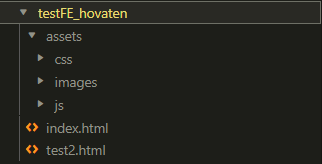 testFE_hovaten
assets
css
images
js
index.html
test2.html